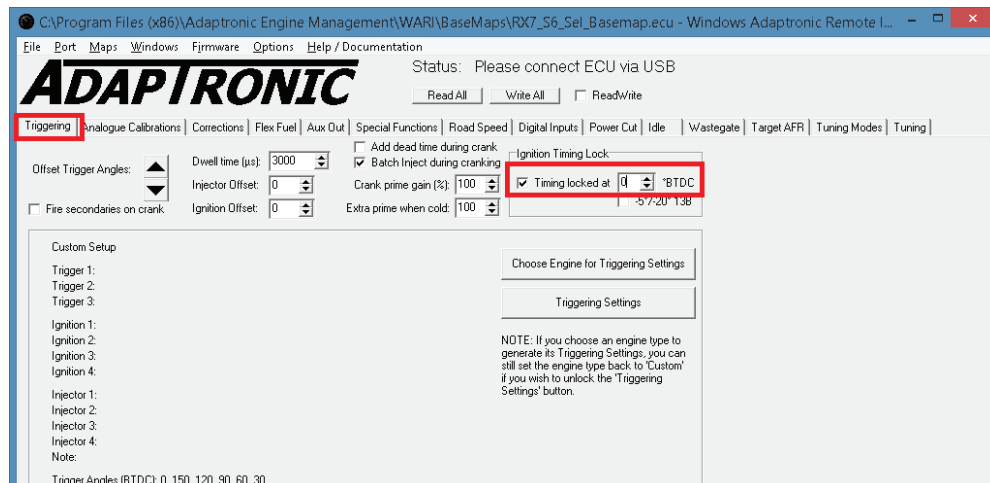 C:\Program Files (x86)\Adaptronic Engine Management\WARI\BaseMaps\RX7_S6_Sel_Basemap.ecu - Windows Adaptronic Remote I...
File Port Maps Windows Firmware Options Help / Documentation
ADAPTRONIC
Status: Please connect ECU via USB
Read All Write All ReadWrite
Triggering Analogue Calibrations Corrections Flex Fuel Aux Out Special Functions Road Speed Digital Inputs Power Cut Idle Wastegate Target AFR Tuning Modes Tuning
Offset Trigger Angles:
Fire secondaries on crank
Dwell time (µs): 3000
Injector Offset: 0
Ignition Offset: 0
Add dead time during crank
Batch Inject during cranking
Crank prime gain (%): 100
Extra prime when cold: 100
Ignition Timing Lock
Timing locked at 0 °BTDC
-5°/-20° 13B
Custom Setup
Trigger 1:
Trigger 2:
Trigger 3:
Ignition 1:
Ignition 2:
Ignition 3:
Ignition 4:
Injector 1:
Injector 2:
Injector 3:
Injector 4:
Note:
Trigger Angles (BTDC): 0, 150, 120, 90, 60, 30
Choose Engine for Triggering Settings
Triggering Settings
NOTE: If you choose an engine type to
generate its Triggering Settings, you can
still set the engine type back to 'Custom'
if you wish to unlock the 'Triggering
Settings' button.